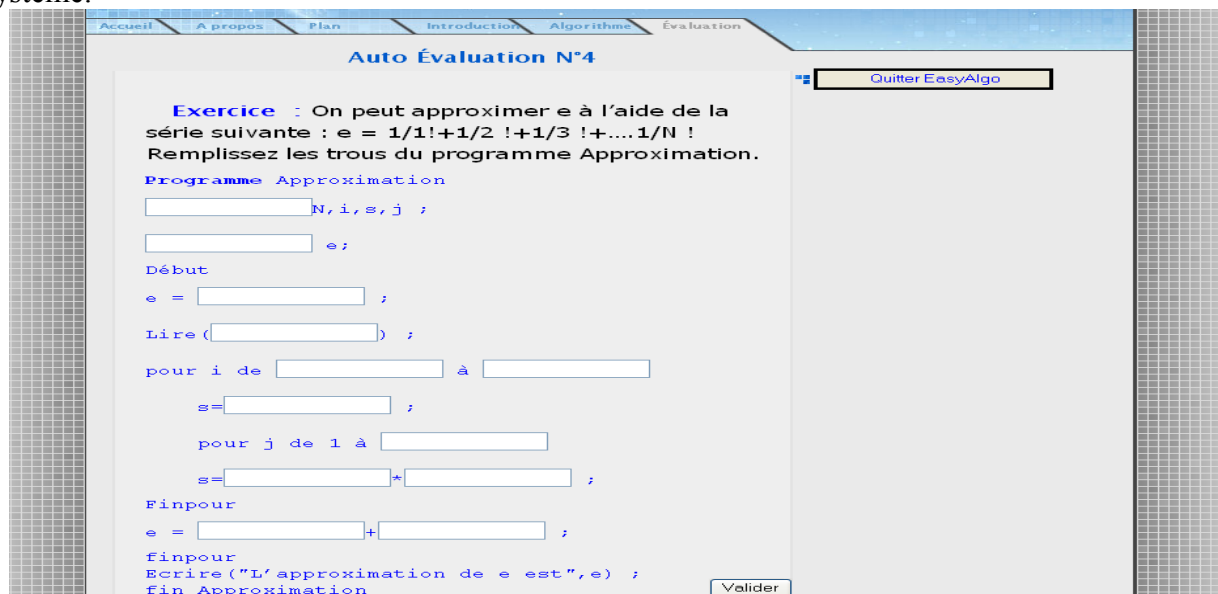 Accueil A propos Plan Introduction Algorithme Évaluation
Auto Évaluation N°4
Quitter EasyAlgo
Exercice : On peut approximer e à l’aide de la
série suivante : e = 1/1!+1/2 !+1/3 !+....1/N !
Remplissez les trous du programme Approximation.
Programme Approximation
N,i,s,j ;
e;
Début
e = ;
Lire( ) ;
pour i de à
s= ;
pour j de 1 à
s= * ;
Finpour
e = + ;
finpour
Ecrire("L’approximation de e est",e) ;
fin Approximation
Valider